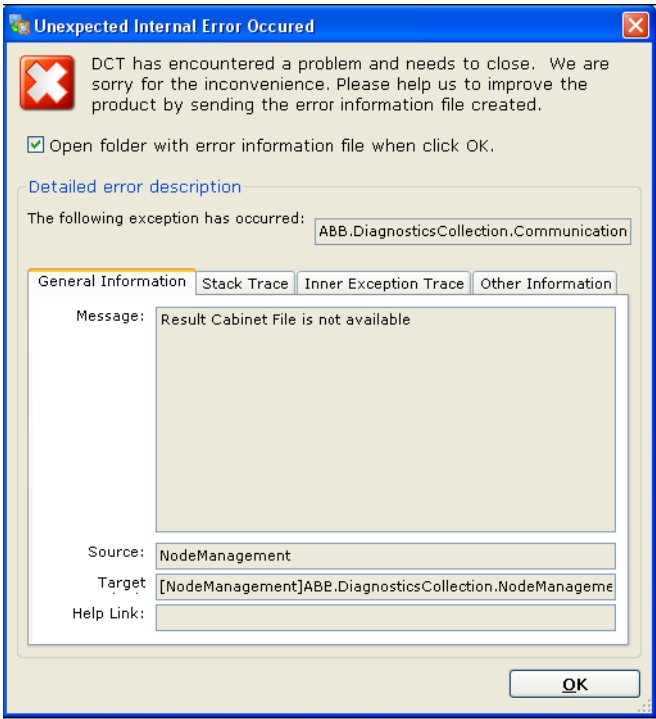 Unexpected Internal Error Occured
DCT has encountered a problem and needs to close. We are
sorry for the inconvenience. Please help us to improve the
product by sending the error information file created.
Open folder with error information file when click OK.
Detailed error description
The following exception has occurred:
ABB.DiagnosticsCollection.Communication
General Information
Stack Trace
Inner Exception Trace
Other Information
Message:
Result Cabinet File is not available
Source:
NodeManagement
Target
[NodeManagement]ABB.DiagnosticsCollection.NodeManageme
Help Link:
OK